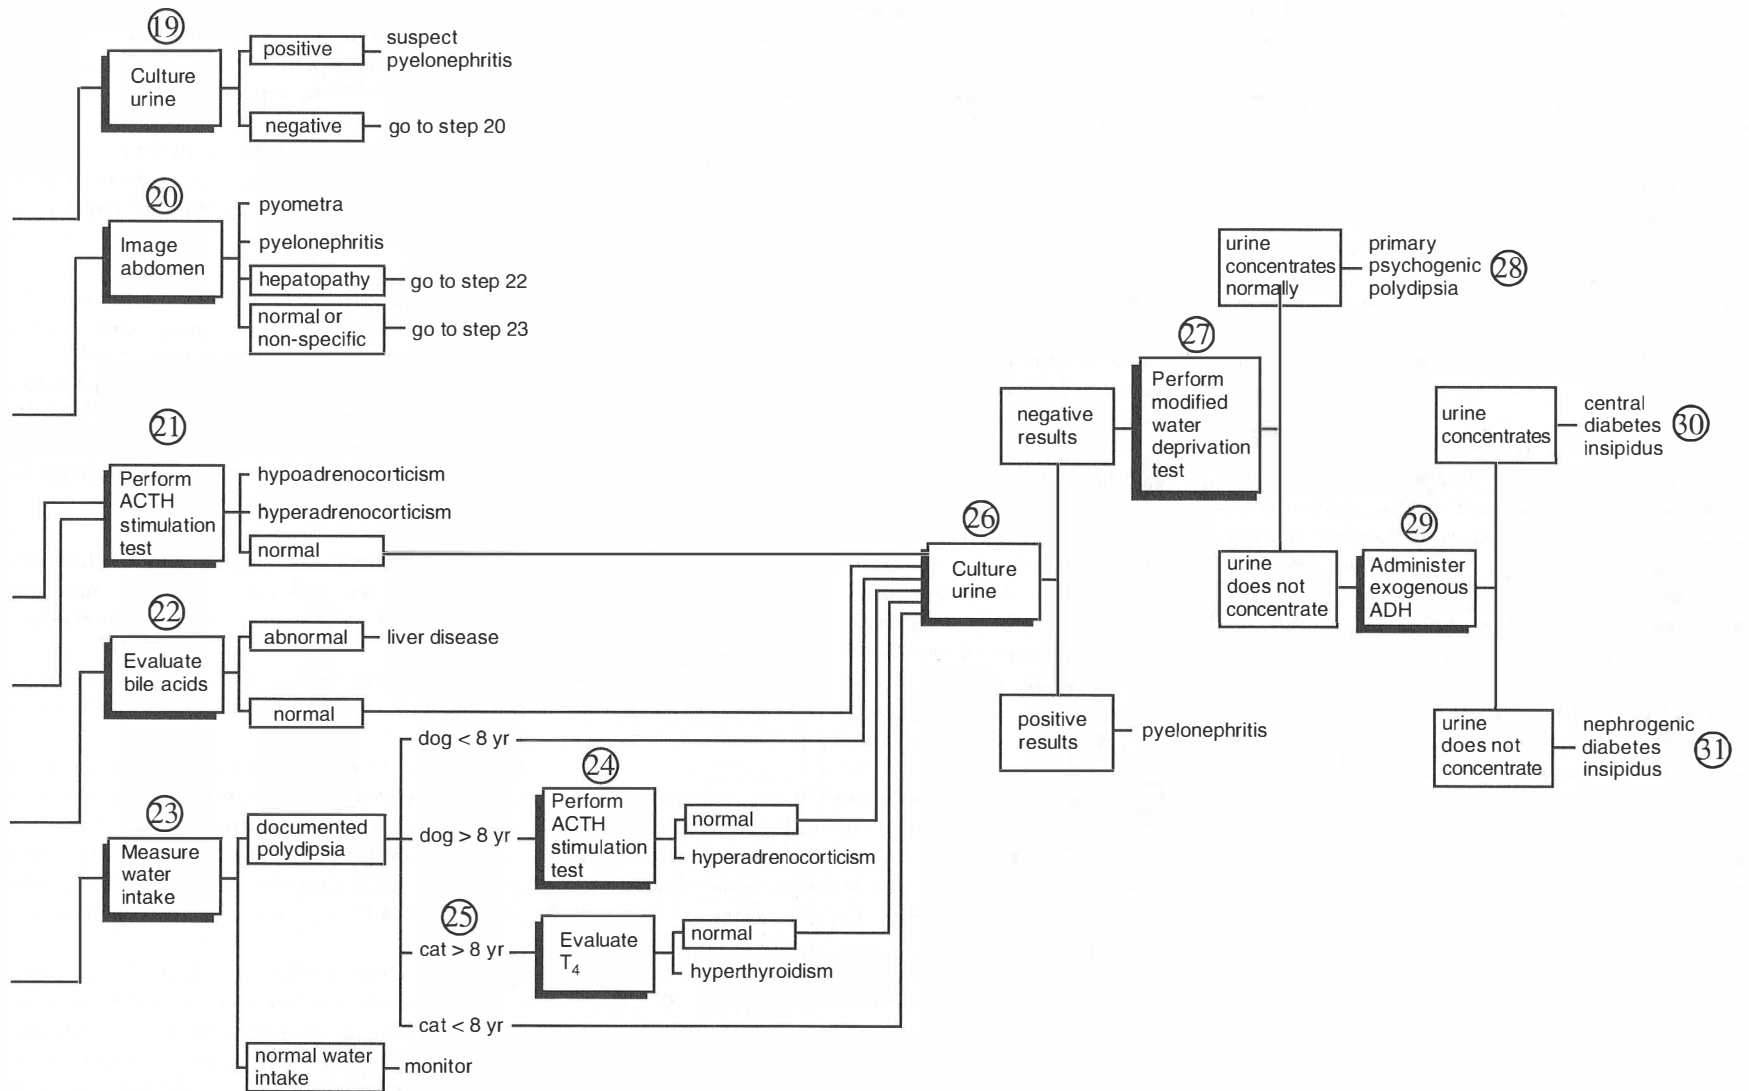 19
Culture
urine
positive
suspect
pyelonephritis
negative
go to step 20
20
Image
abdomen
pyometra
pyelonephritis
hepatopathy
go to step 22
normal or
non-specific
go to step 23
21
Perform
ACTH
stimulation
test
hypoadrenocorticism
hyperadrenocorticism
normal
22
Evaluate
bile acids
abnormal
liver disease
normal
23
Measure
water
intake
documented
polydipsia
dog < 8 yr
dog > 8 yr
24
Perform
ACTH
stimulation
test
normal
hyperadrenocorticism
25
cat > 8 yr
Evaluate
T4
normal
hyperthyroidism
cat < 8 yr
normal water
intake
monitor
26
Culture
urine
negative
results
positive
results
pyelonephritis
27
Perform
modified
water
deprivation
test
urine
concentrates
normally
primary
psychogenic
polydipsia
28
urine
does not
concentrate
29
Administer
exogenous
ADH
urine
concentrates
central
diabetes
insipidus
30
urine
does not
concentrate
nephrogenic
diabetes
insipidus
31